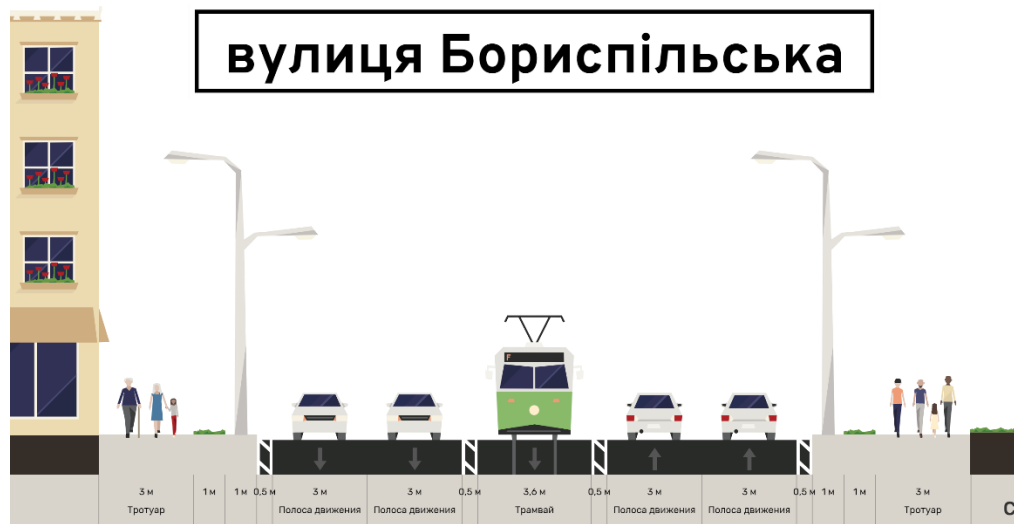 вулиця Бориспільська
F
3 м 1 м 1 м 0,5 м 3 м 3 м 0,5 м 3,6 м 0,5 м 3 м 3 м 0,5 м 1 м 1 м 3 м
Тротуар Полоса движения Полоса движения Трамвай Полоса движения Полоса движения Тротуар
С